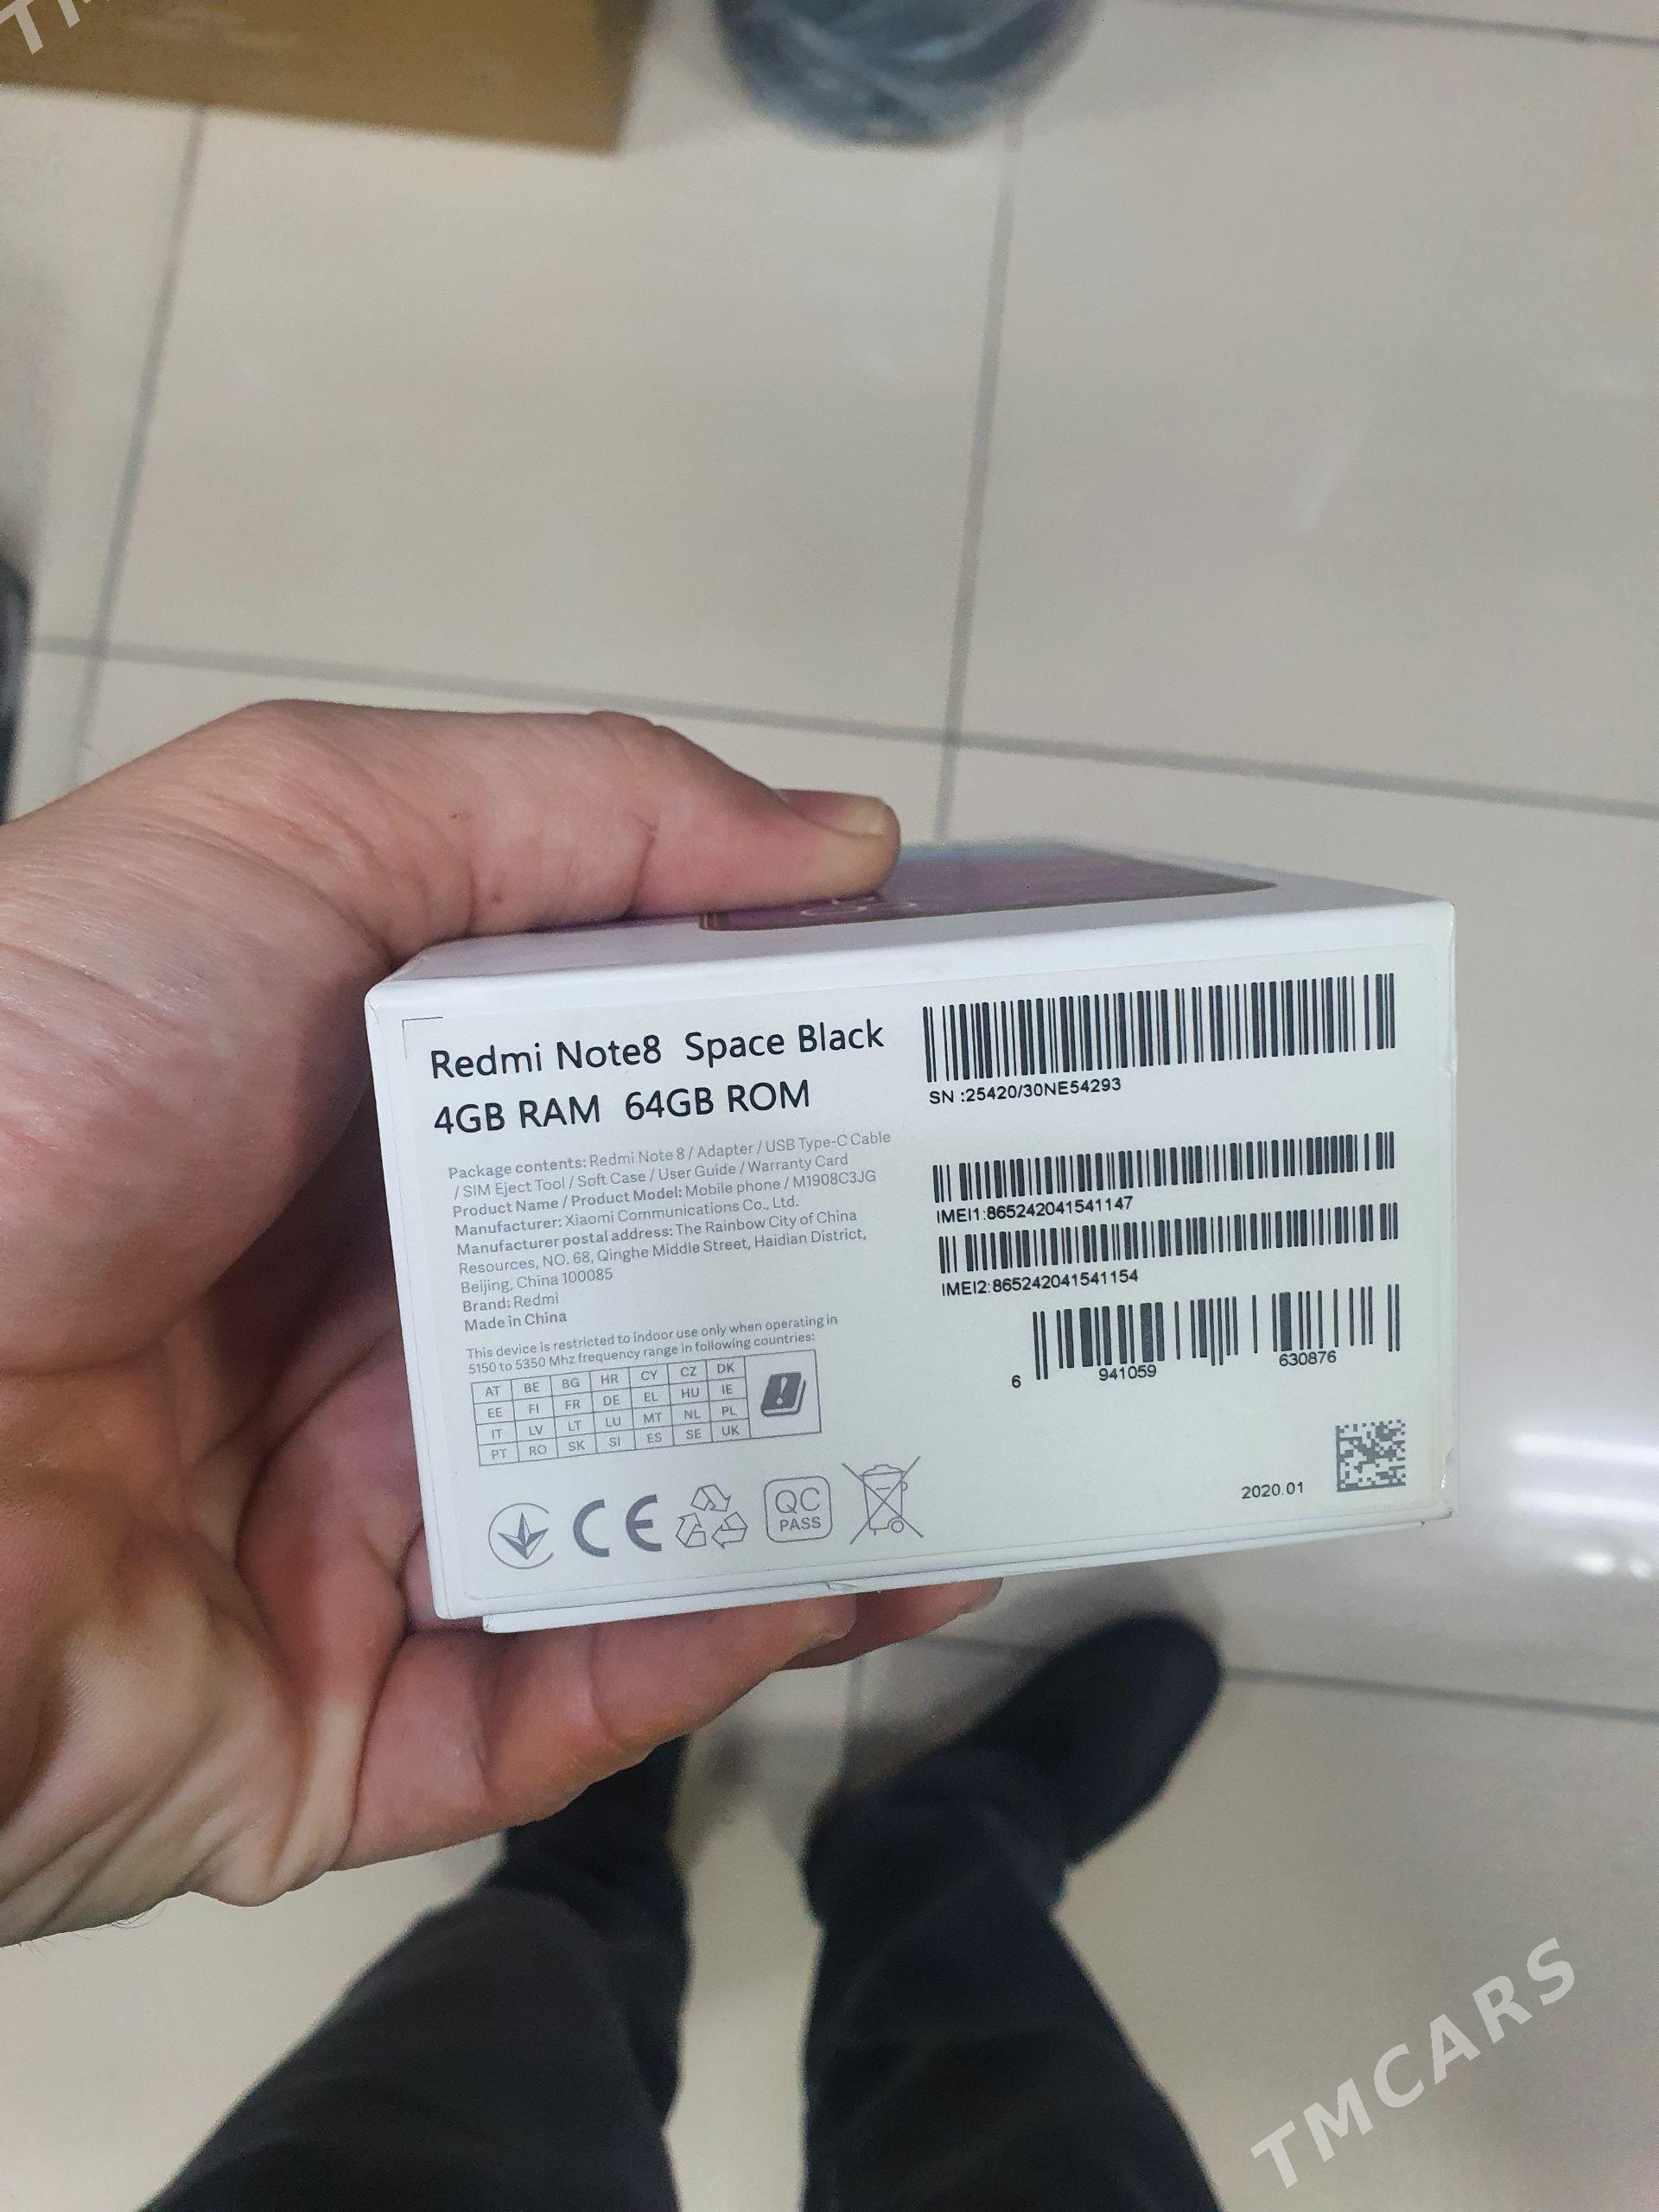 Redmi Note8 Space Black
4GB RAM 64GB ROM
Package contents: Redmi Note 8 / Adapter / USB Type-C Cable
/ SIM Eject Tool / Soft Case / User Guide / Warranty Card
Product Name / Product Model: Mobile phone / M1908C3JG
Manufacturer: Xiaomi Communications Co., Ltd.
Manufacturer postal address: The Rainbow City of China
Resources, NO. 68, Qinghe Middle Street, Haidian District,
Beijing, China 100085
Brand: Redmi
Made in China
This device is restricted to indoor use only when operating in
5150 to 5350 Mhz frequency range in following countries:
AT BE BG HR CY CZ DK
EE FI FR DE EL HU IE
IT LV LT LU MT NL PL
PT RO SK SI ES SE UK
CE
QC
PASS
SN :25420/30NE54293
IMEI1:865242041541147
IMEI2:865242041541154
6 941059 630876
2020.01
TMCARS